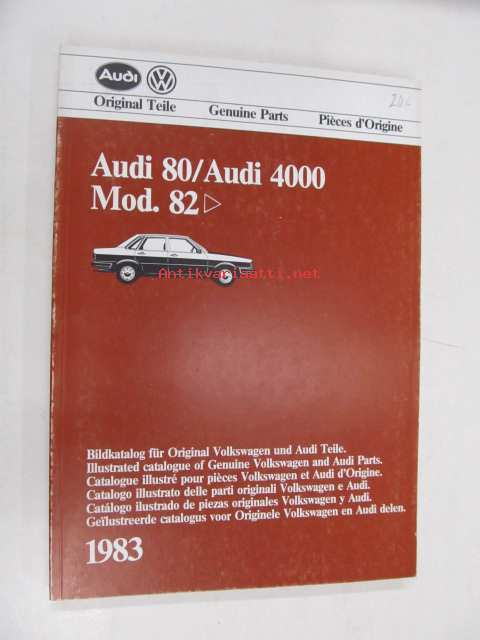 Audi
Original Teile
Genuine Parts
Pièces d'Origine
Audi 80/Audi 4000
Mod. 82 ▷
Antikvariaatti.net
Bildkatalog für Original Volkswagen und Audi Teile.
Illustrated catalogue of Genuine Volkswagen and Audi Parts.
Catalogue illustré pour pièces Volkswagen et Audi d'Origine.
Catalogo illustrato delle parti originali Volkswagen e Audi.
Catálogo ilustrado de piezas originales Volkswagen y Audi.
Geïlustreerde catalogus voor Originele Volkswagen en Audi delen.
1983